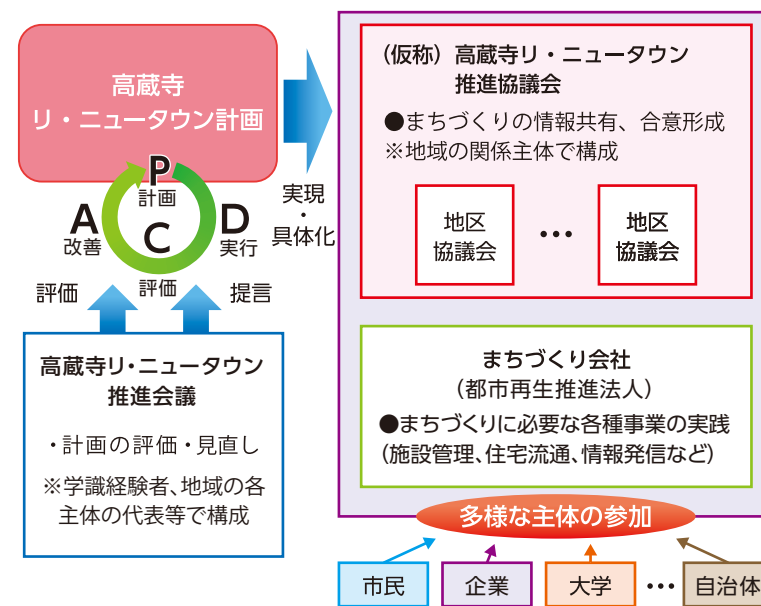 高蔵寺
リ・ニュータウン計画
P
計画
A
改善
C
D
実行
評価
評価
提言
実現
・
具体化
高蔵寺リ・ニュータウン
推進会議
・計画の評価・見直し
※学識経験者、地域の各
主体の代表等で構成
（仮称）高蔵寺リ・ニュータウン
推進協議会
●まちづくりの情報共有、合意形成
※地域の関係主体で構成
地区
協議会
•••
地区
協議会
まちづくり会社
（都市再生推進法人）
●まちづくりに必要な各種事業の実践
（施設管理、住宅流通、情報発信など）
多様な主体の参加
市民
企業
大学
•••
自治体